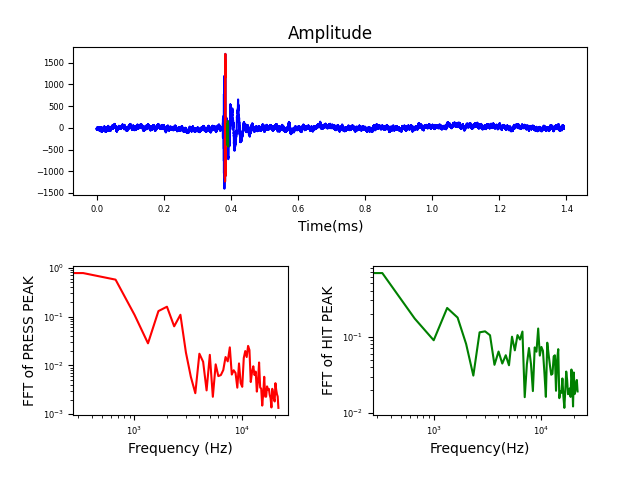 Amplitude
1500
1000
500
0
−500
−1000
−1500
0.0 0.2 0.4 0.6 0.8 1.0 1.2 1.4
Time(ms)
FFT of PRESS PEAK
10⁰
10⁻¹
10⁻²
10⁻³
10³ 10⁴
Frequency (Hz)
FFT of HIT PEAK
10⁻¹
10⁻²
10³ 10⁴
Frequency(Hz)